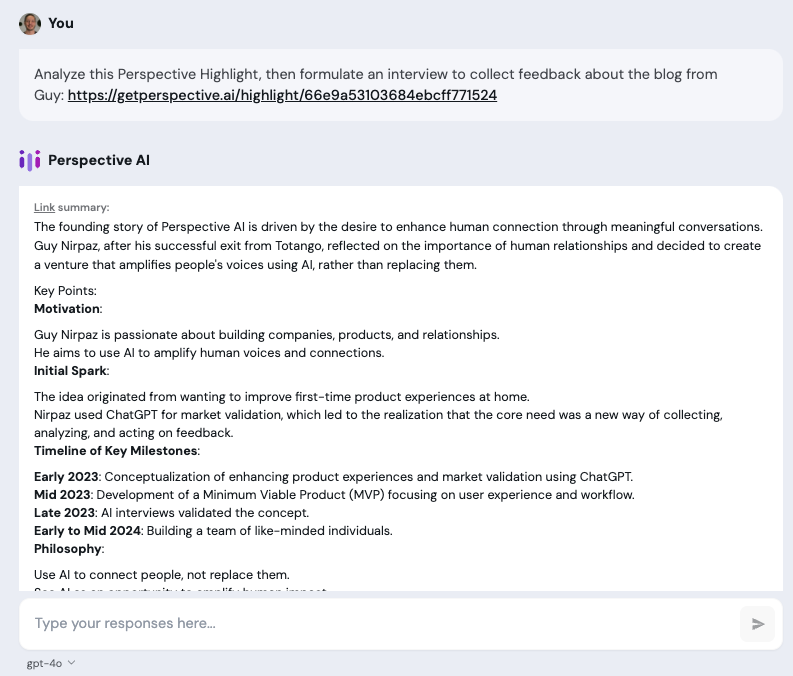 You
Analyze this Perspective Highlight, then formulate an interview to collect feedback about the blog from
Guy: https://getperspective.ai/highlight/66e9a53103684ebcff771524
Perspective AI
Link summary:
The founding story of Perspective AI is driven by the desire to enhance human connection through meaningful conversations.
Guy Nirpaz, after his successful exit from Totango, reflected on the importance of human relationships and decided to create
a venture that amplifies people's voices using AI, rather than replacing them.
Key Points:
Motivation:
Guy Nirpaz is passionate about building companies, products, and relationships.
He aims to use AI to amplify human voices and connections.
Initial Spark:
The idea originated from wanting to improve first-time product experiences at home.
Nirpaz used ChatGPT for market validation, which led to the realization that the core need was a new way of collecting,
analyzing, and acting on feedback.
Timeline of Key Milestones:
Early 2023: Conceptualization of enhancing product experiences and market validation using ChatGPT.
Mid 2023: Development of a Minimum Viable Product (MVP) focusing on user experience and workflow.
Late 2023: AI interviews validated the concept.
Early to Mid 2024: Building a team of like-minded individuals.
Philosophy:
Use AI to connect people, not replace them.
See AI as an opportunity to amplify human impact.
Type your responses here...
gpt-4o